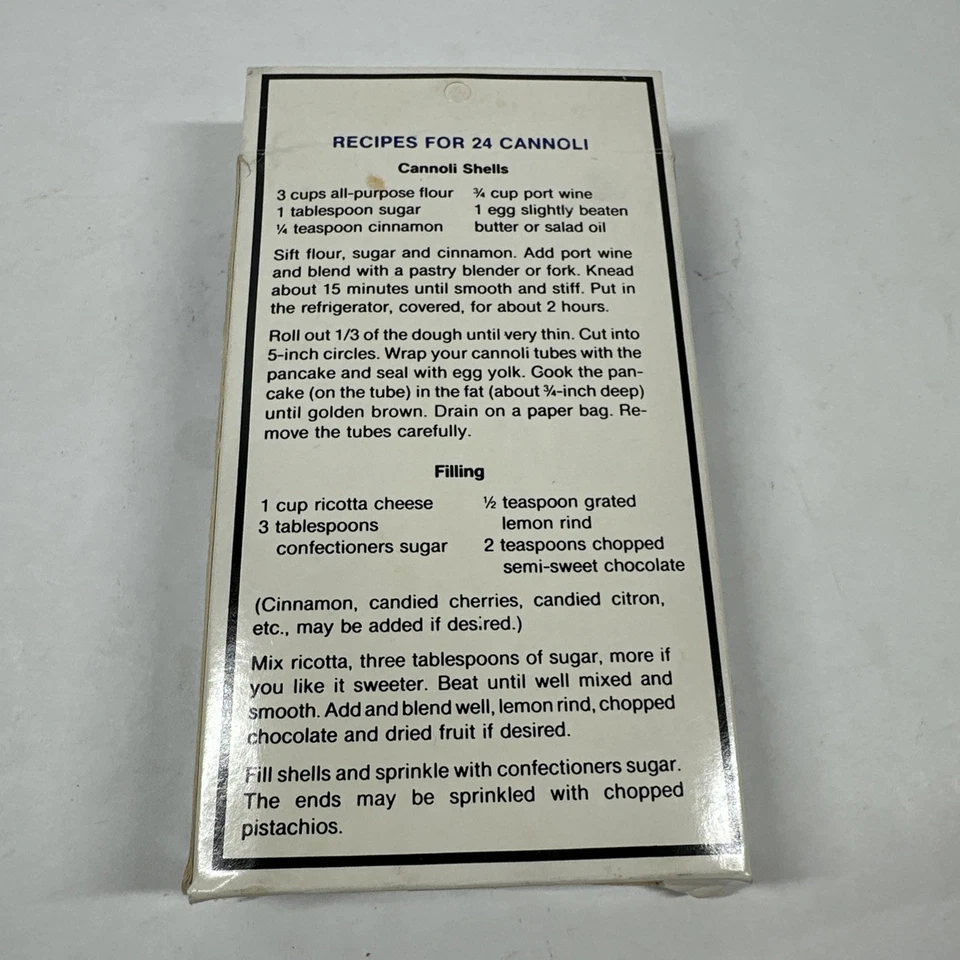 RECIPES FOR 24 CANNOLI
Cannoli Shells
3 cups all-purpose flour
1 tablespoon sugar
¼ teaspoon cinnamon
¾ cup port wine
1 egg slightly beaten
butter or salad oil
Sift flour, sugar and cinnamon. Add port wine
and blend with a pastry blender or fork. Knead
about 15 minutes until smooth and stiff. Put in
the refrigerator, covered, for about 2 hours.
Roll out 1/3 of the dough until very thin. Cut into
5-inch circles. Wrap your cannoli tubes with the
pancake and seal with egg yolk. Gook the pan-
cake (on the tube) in the fat (about ¾-inch deep)
until golden brown. Drain on a paper bag. Re-
move the tubes carefully.
Filling
1 cup ricotta cheese
3 tablespoons
confectioners sugar
½ teaspoon grated
lemon rind
2 teaspoons chopped
semi-sweet chocolate
(Cinnamon, candied cherries, candied citron,
etc., may be added if desired.)
Mix ricotta, three tablespoons of sugar, more if
you like it sweeter. Beat until well mixed and
smooth. Add and blend well, lemon rind, chopped
chocolate and dried fruit if desired.
Fill shells and sprinkle with confectioners sugar.
The ends may be sprinkled with chopped
pistachios.